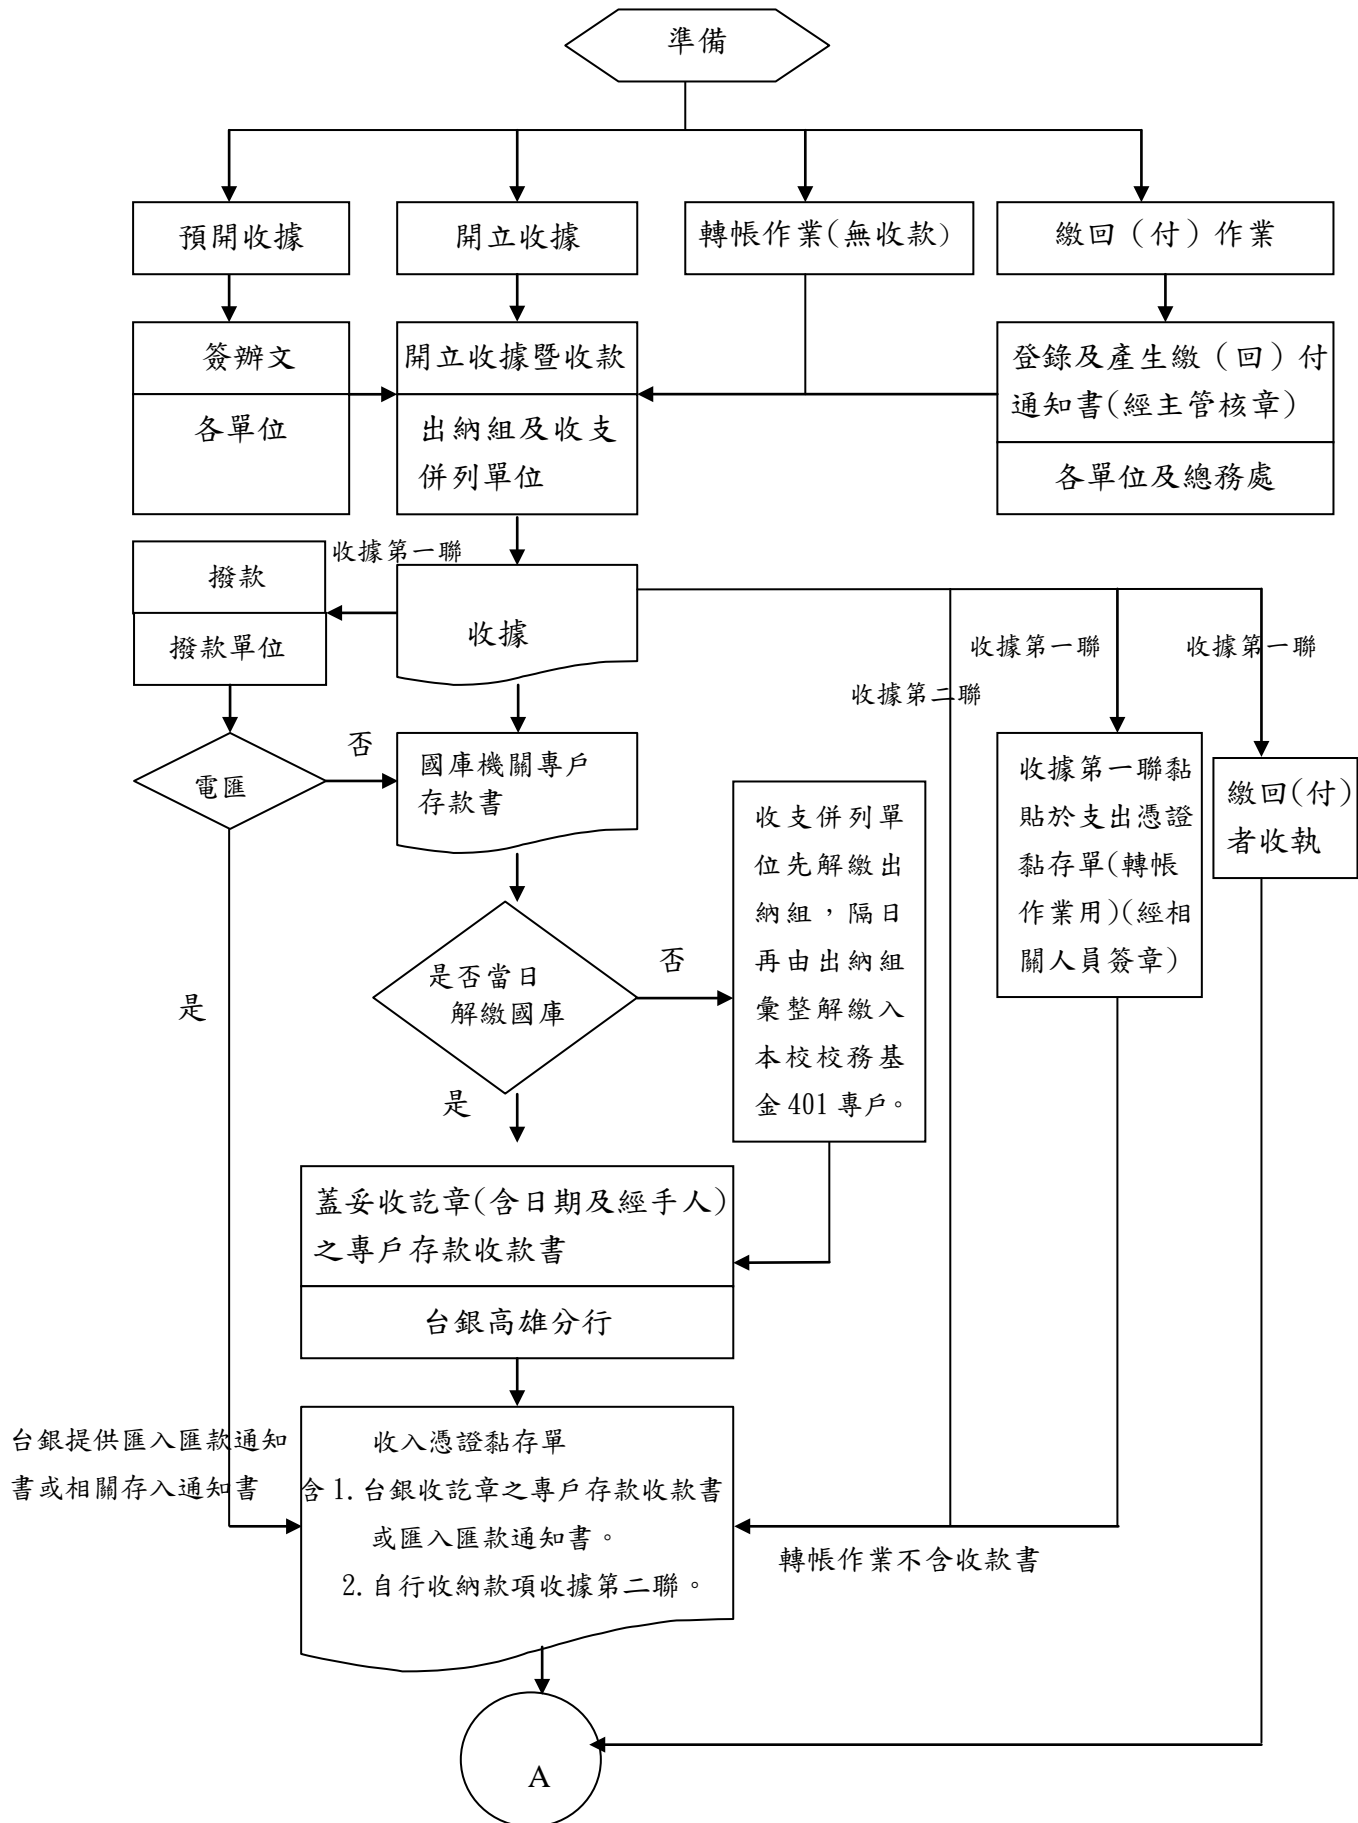 準備
預開收據
開立收據
轉帳作業(無收款)
繳回（付）作業
簽辦文
各單位
開立收據暨收款
出納組及收支
併列單位
登錄及產生繳（回）付
通知書(經主管核章)
各單位及總務處
撥款
撥款單位
收據第一聯
收據
收據第一聯
收據第一聯
收據第二聯
電匯
否
國庫機關專戶
存款書
收支併列單
位先解繳出
納組，隔日
再由出納組
彙整解繳入
本校校務基
金401專戶。
收據第一聯黏
貼於支出憑證
黏存單(轉帳
作業用)(經相
關人員簽章)
繳回(付)
者收執
是否當日
解繳國庫
否
是
是
蓋妥收訖章(含日期及經手人)
之專戶存款收款書
台銀高雄分行
台銀提供匯入匯款通知
書或相關存入通知書
收入憑證黏存單
含1.台銀收訖章之專戶存款收款書
或匯入匯款通知書。
2.自行收納款項收據第二聯。
轉帳作業不含收款書
A